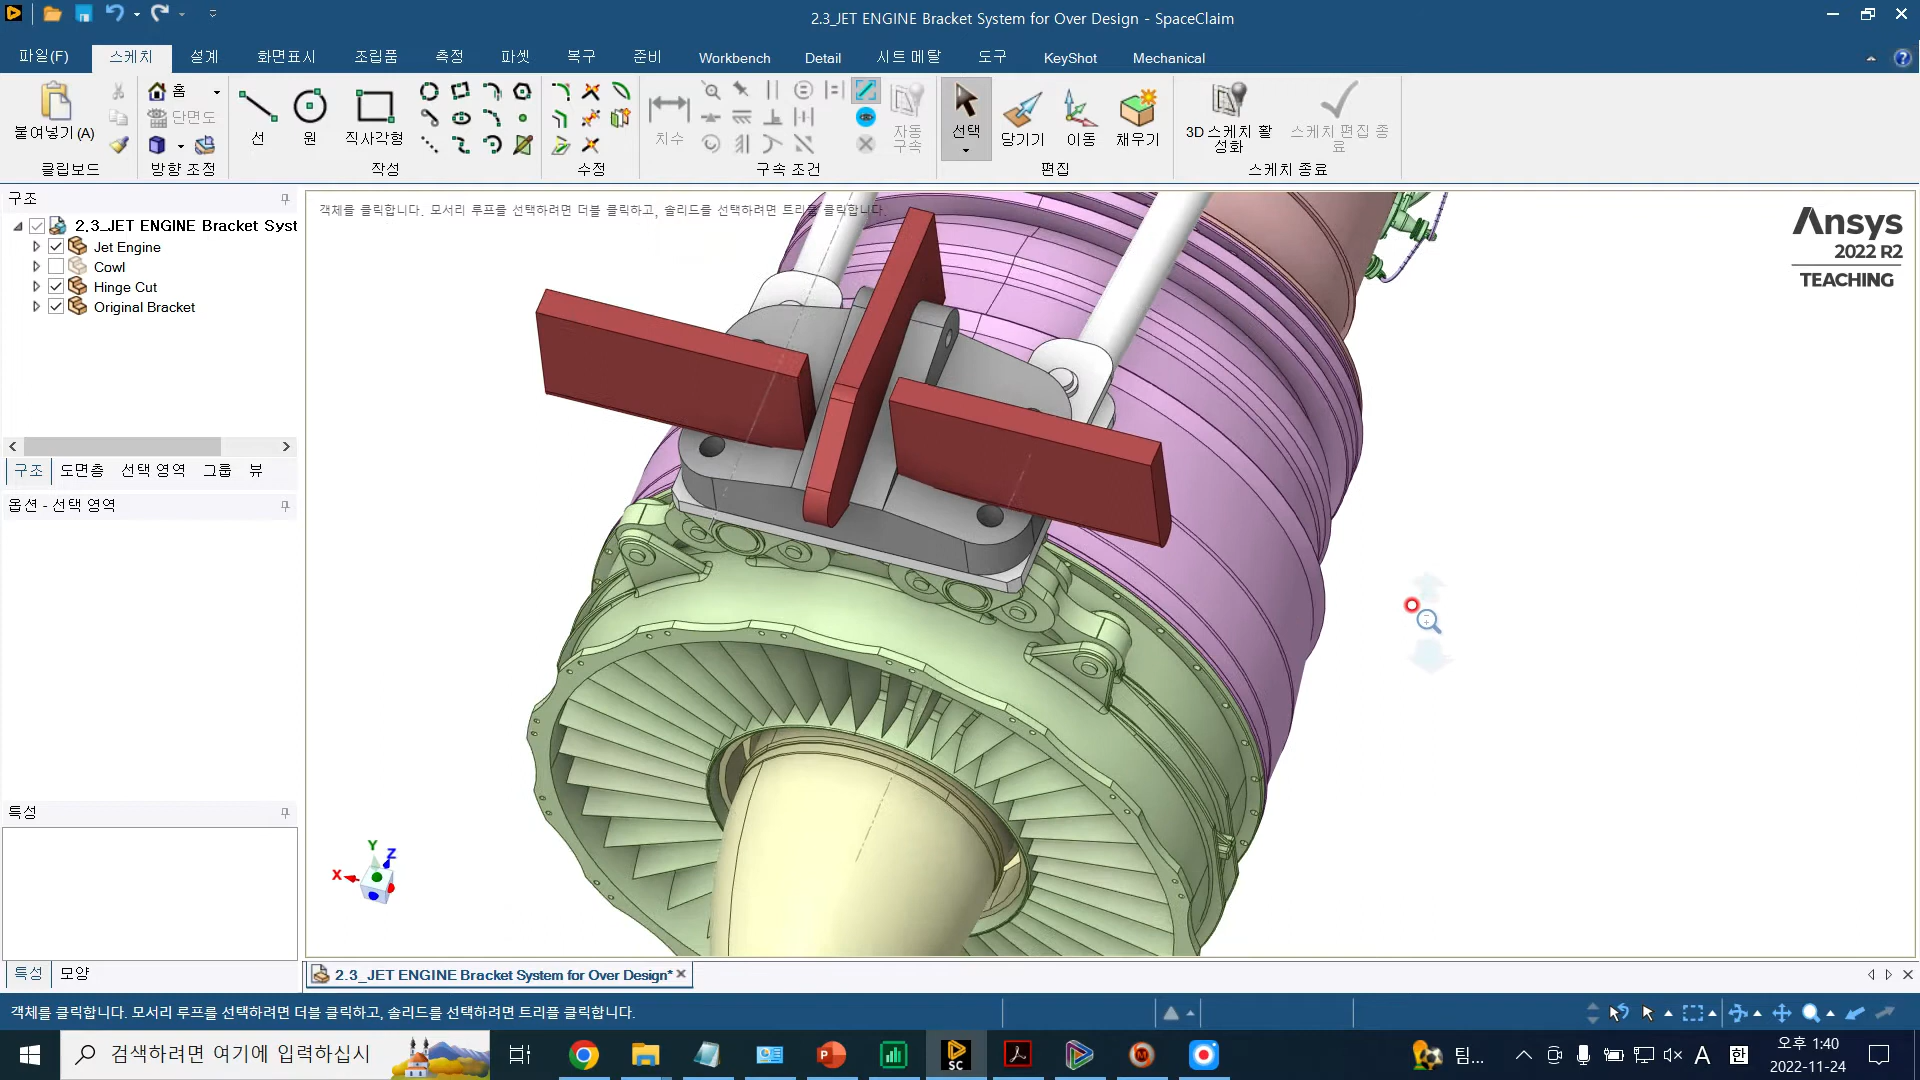 2.3_JET ENGINE Bracket System for Over Design - SpaceClaim
파일(F) 스케치 설계 화면표시 조립품 측정 파셋 복구 준비 Workbench Detail 시트 메탈 도구 KeyShot Mechanical
붙여넣기 (A)
클립보드
홈
단면도
방향 조정
선
원
직사각형
작성
수정
치수
자동 구속
구속 조건
선택
당기기
이동
채우기
편집
3D 스케치 활성화
스케치 편집 종료
스케치 종료
구조
2.3_JET ENGINE Bracket Syst
Jet Engine
Cowl
Hinge Cut
Original Bracket
구조 도면층 선택 영역 그룹 뷰
옵션 - 선택 영역
특성
특성 모양
객체를 클릭합니다. 모서리 루프를 선택하려면 더블 클릭하고, 솔리드를 선택하려면 트리플 클릭합니다.
Ansys
2022 R2
TEACHING
X
Y
Z
2.3_JET ENGINE Bracket System for Over Design*
객체를 클릭합니다. 모서리 루프를 선택하려면 더블 클릭하고, 솔리드를 선택하려면 트리플 클릭합니다.
검색하려면 여기에 입력하십시
SC
팀...
A
한
오후 1:40
2022-11-24